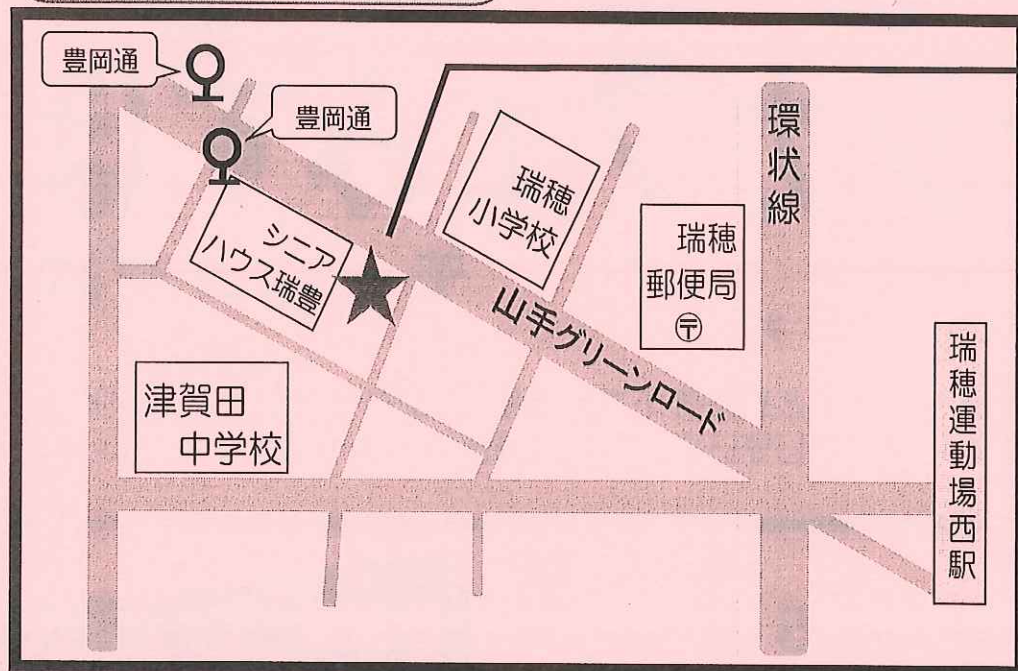 豊岡通
豊岡通
環状線
瑞穂
小学校
シニア
ハウス瑞豊
瑞穂
郵便局
〒
山手グリーンロード
瑞穂運動場西駅
津賀田
中学校